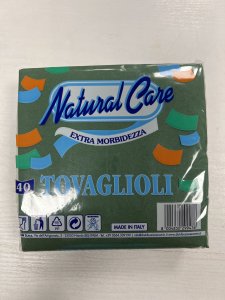 Natural Care
EXTRA MORBIDEZZA
40
TOVAGLIOLI
MADE IN ITALY